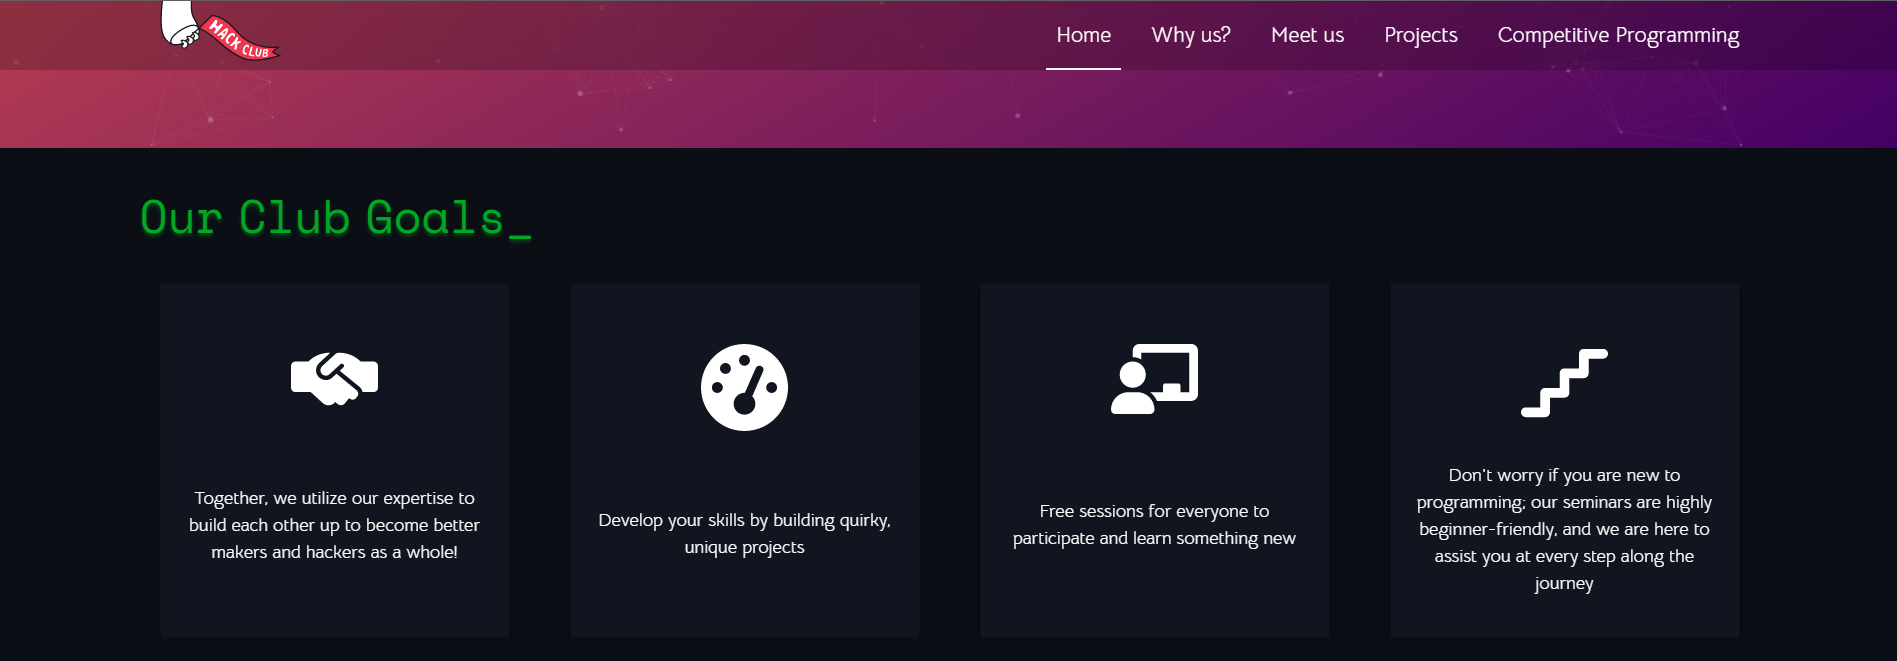 HACK CLUB
Home Why us? Meet us Projects Competitive Programming
Our Club Goals_
Together, we utilize our expertise to
build each other up to become better
makers and hackers as a whole!
Develop your skills by building quirky,
unique projects
Free sessions for everyone to
participate and learn something new
Don't worry if you are new to
programming; our seminars are highly
beginner-friendly, and we are here to
assist you at every step along the
journey